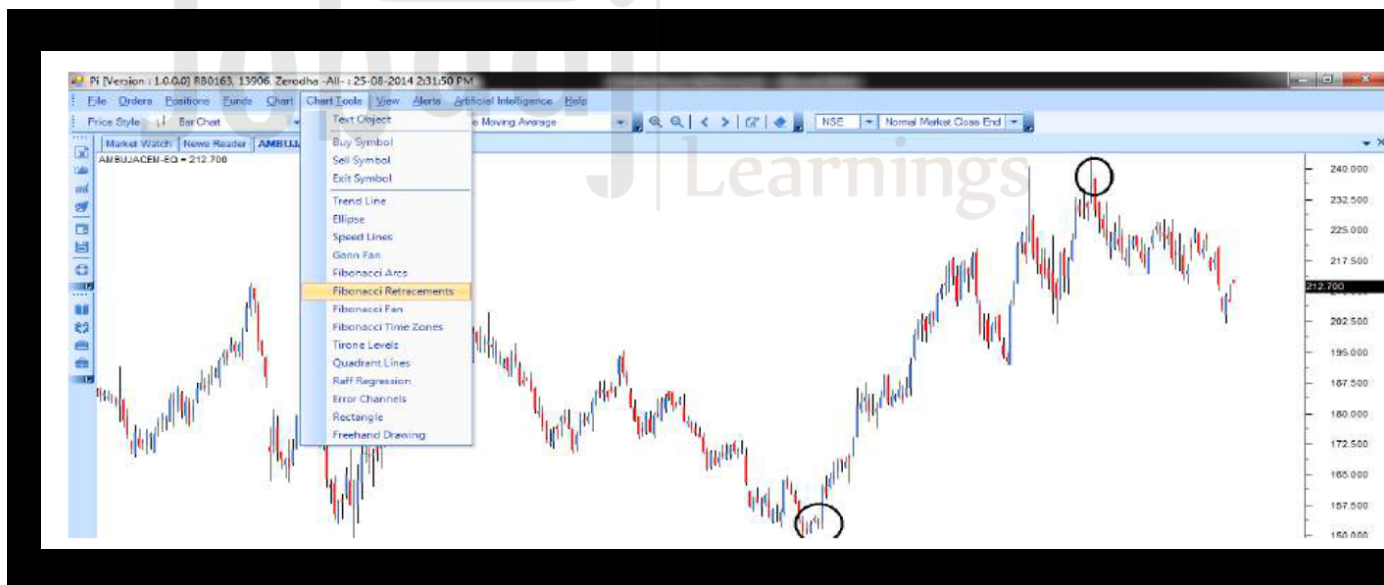 Pi [Version : 1.0.0.0] RB0163, 13906, Zerodha -All- : 25-08-2014 2:31:50 PM
File Orders Positions Funds Chart Chart Tools View Alerts Artificial Intelligence Help
Price Style Bar Chart e Moving Average NSE Normal Market Close End
Market Watch News Reader AMBUJA
AMBUJACEM-EQ = 212.700
Text Object
Buy Symbol
Sell Symbol
Exit Symbol
Trend Line
Ellipse
Speed Lines
Gann Fan
Fibonacci Arcs
Fibonacci Retracements
Fibonacci Fan
Fibonacci Time Zones
Tirone Levels
Quadrant Lines
Raff Regression
Error Channels
Rectangle
Freehand Drawing
Learnings
240.000
232.500
225.000
217.500
212.700
202.500
195.000
187.500
180.000
172.500
165.000
157.500
150.000